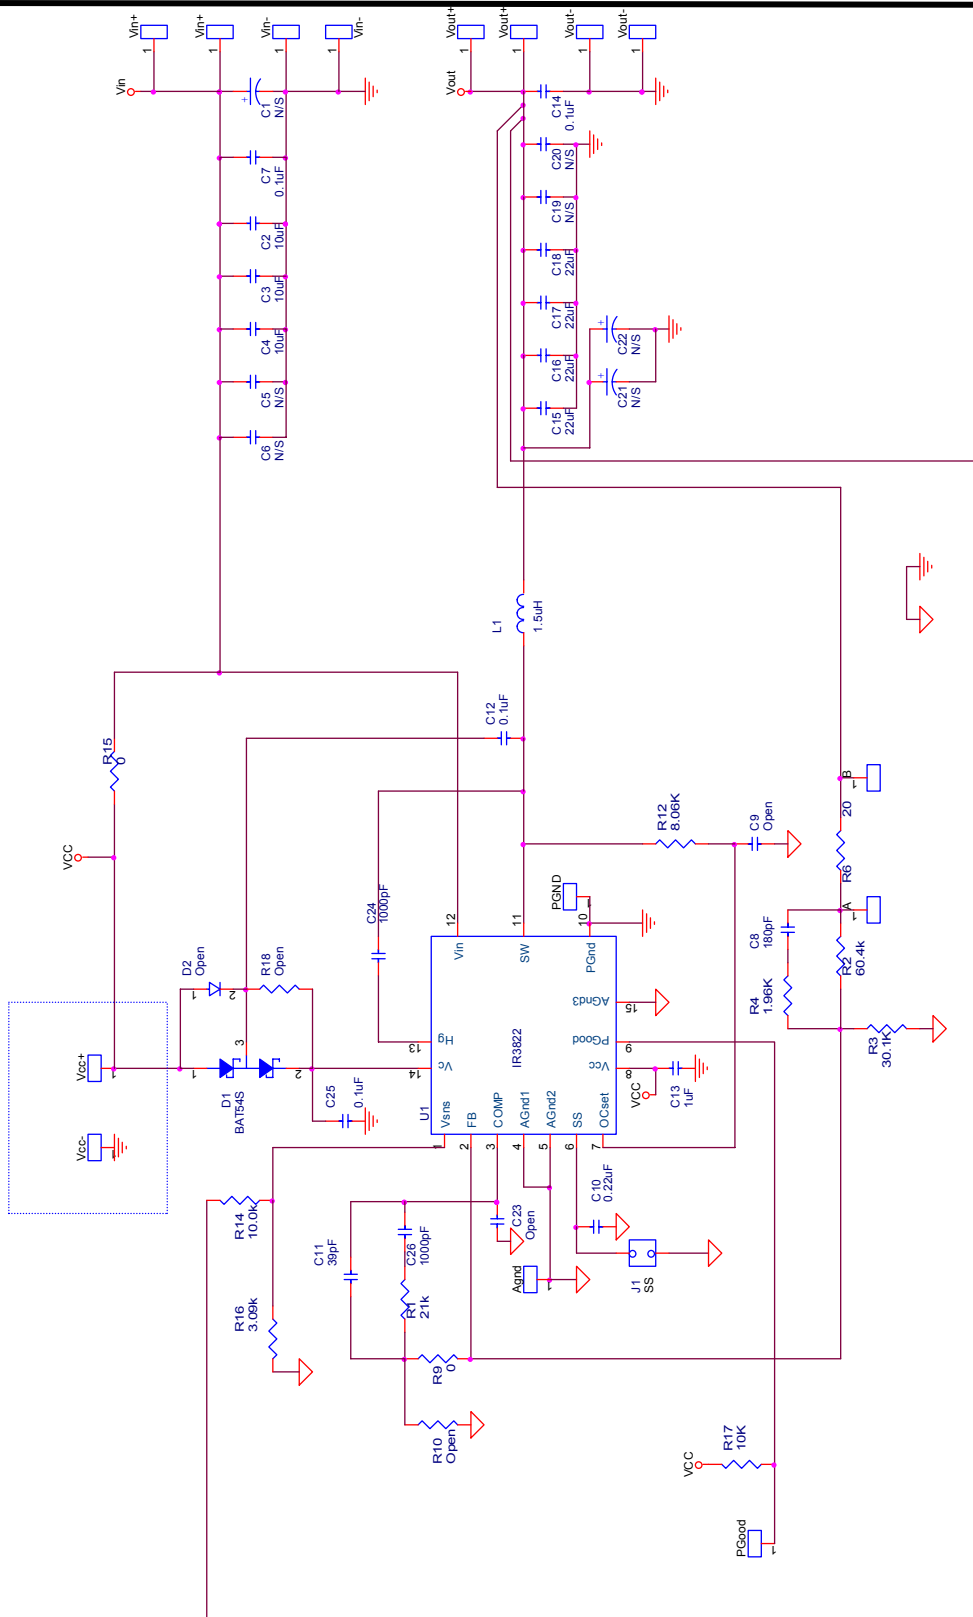 Vin+
1
Vin+
1
Vin-
1
Vin-
1
Vout+
1
Vout+
1
Vout-
1
Vout-
1
Vin
Vout
+
C1
N/S
C14
0.1uF
C7
0.1uF
C20
N/S
C2
10uF
C19
N/S
C3
10uF
C18
22uF
C4
10uF
C17
22uF
C5
N/S
C16
22uF
C6
N/S
C15
22uF
+
C22
N/S
+
C21
N/S
L1
1.5uH
R15
0
VCC
C12
0.1uF
C24
1000pF
R12
8.06K
C9
Open
B
1
20
R6
A
1
C8
180pF
R2
60.4k
R4
1.96K
R3
30.1K
PGND
1
D2
Open
1
2
R18
Open
Vcc+
1
Vcc-
1
D1
BAT54S
1
3
2
C25
0.1uF
U1
IR3822
12
Vin
11
SW
10
PGnd
13
Hg
14
Vc
AGnd3
15
PGood
9
Vcc
8
VCC
C13
1uF
Vsns
1
FB
2
COMP
3
AGnd1
4
AGnd2
5
SS
6
OCset
7
R14
10.0k
R16
3.09k
C11
39pF
C26
1000pF
R1
21k
R9
0
R10
Open
C23
Open
Agnd
1
C10
0.22uF
J1
SS
VCC
R17
10K
PGood
1